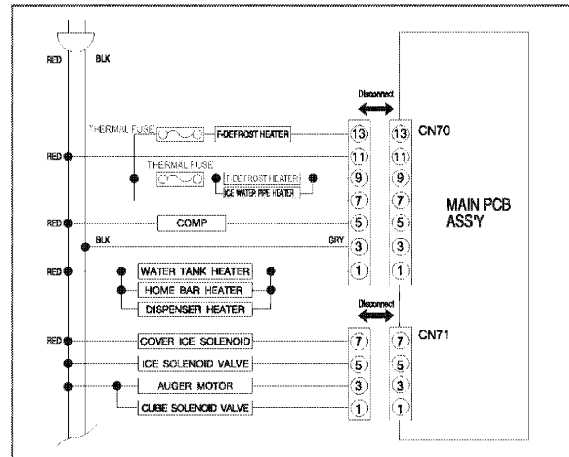 RED BLK
Disconnect
THERMAL FUSE F-DEFROST HEATER 13 13 CN70
RED 11 11
THERMAL FUSE F-DEFROST HEATER 9 9
ICE WATER PIPE HEATER
7 7
MAIN PCB
ASS'Y
RED COMP 5 5
BLK GRY 3 3
RED WATER TANK HEATER 1 1
HOME BAR HEATER
DISPENSER HEATER
Disconnect
RED COVER ICE SOLENOID 7 7 CN71
ICE SOLENOID VALVE 5 5
AUGER MOTOR 3 3
CUBE SOLENOID VALVE 1 1